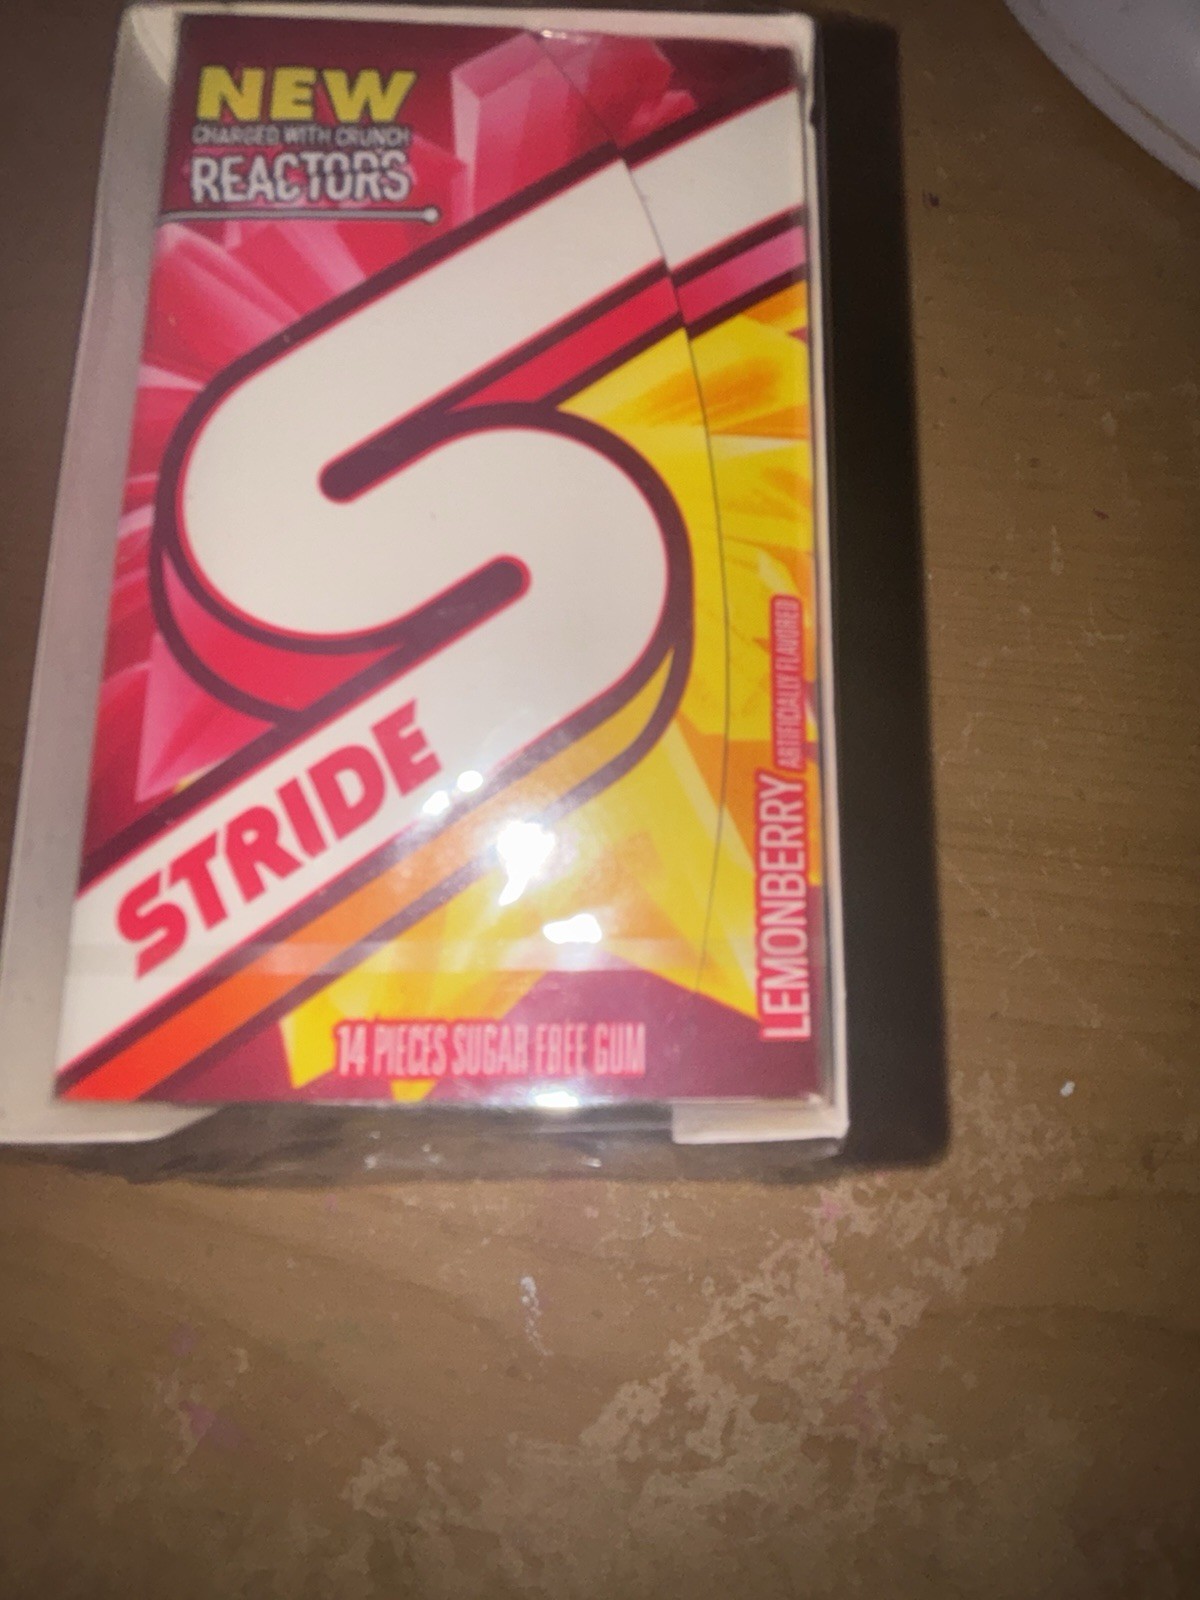 NEW
CHARGED WITH CRUNCH
REACTORS
STRIDE
14 PIECES SUGAR FREE GUM
LEMONBERRY ARTIFICIALLY FLAVORED